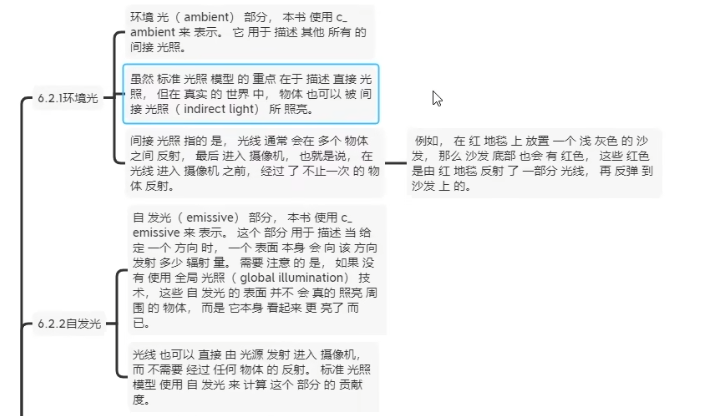 环境 光（ ambient） 部分， 本书 使用 c_
ambient 来 表示。 它 用于 描述 其他 所有 的
间接 光照。
6.2.1环境光
虽然 标准 光照 模型 的 重点 在于 描述 直接 光
照， 但在 真实 的 世界 中， 物体 也可以 被 间
接 光照（ indirect light） 所 照亮。
间接 光照 指的 是， 光线 通常 会在 多个 物体
之间 反射， 最后 进入 摄像机， 也就是说， 在
光线 进入 摄像机 之前， 经过 了 不止一次 的 物
体 反射。
例如， 在 红 地毯 上 放置 一个 浅 灰色 的 沙
发， 那么 沙发 底部 也会 有 红色， 这些 红色
是由 红 地毯 反射 了 一部分 光线， 再 反弹 到
沙发 上 的。
自 发光（ emissive） 部分， 本书 使用 c_
emissive 来 表示。 这个 部分 用于 描述 当 给
定 一个 方向 时， 一个 表面 本身 会 向 该 方向
发射 多少 辐射 量。 需要 注意 的 是， 如果 没
有 使用 全局 光照（ global illumination） 技
术， 这些 自 发光 的 表面 并不 会 真的 照亮 周
围 的 物体， 而是 它本身 看起来 更 亮了 而
已。
6.2.2自发光
光线 也可以 直接 由 光源 发射 进入 摄像机，
而 不需要 经过 任何 物体 的 反射。 标准 光照
模型 使用 自 发光 来 计算 这个 部分 的 贡献
度。